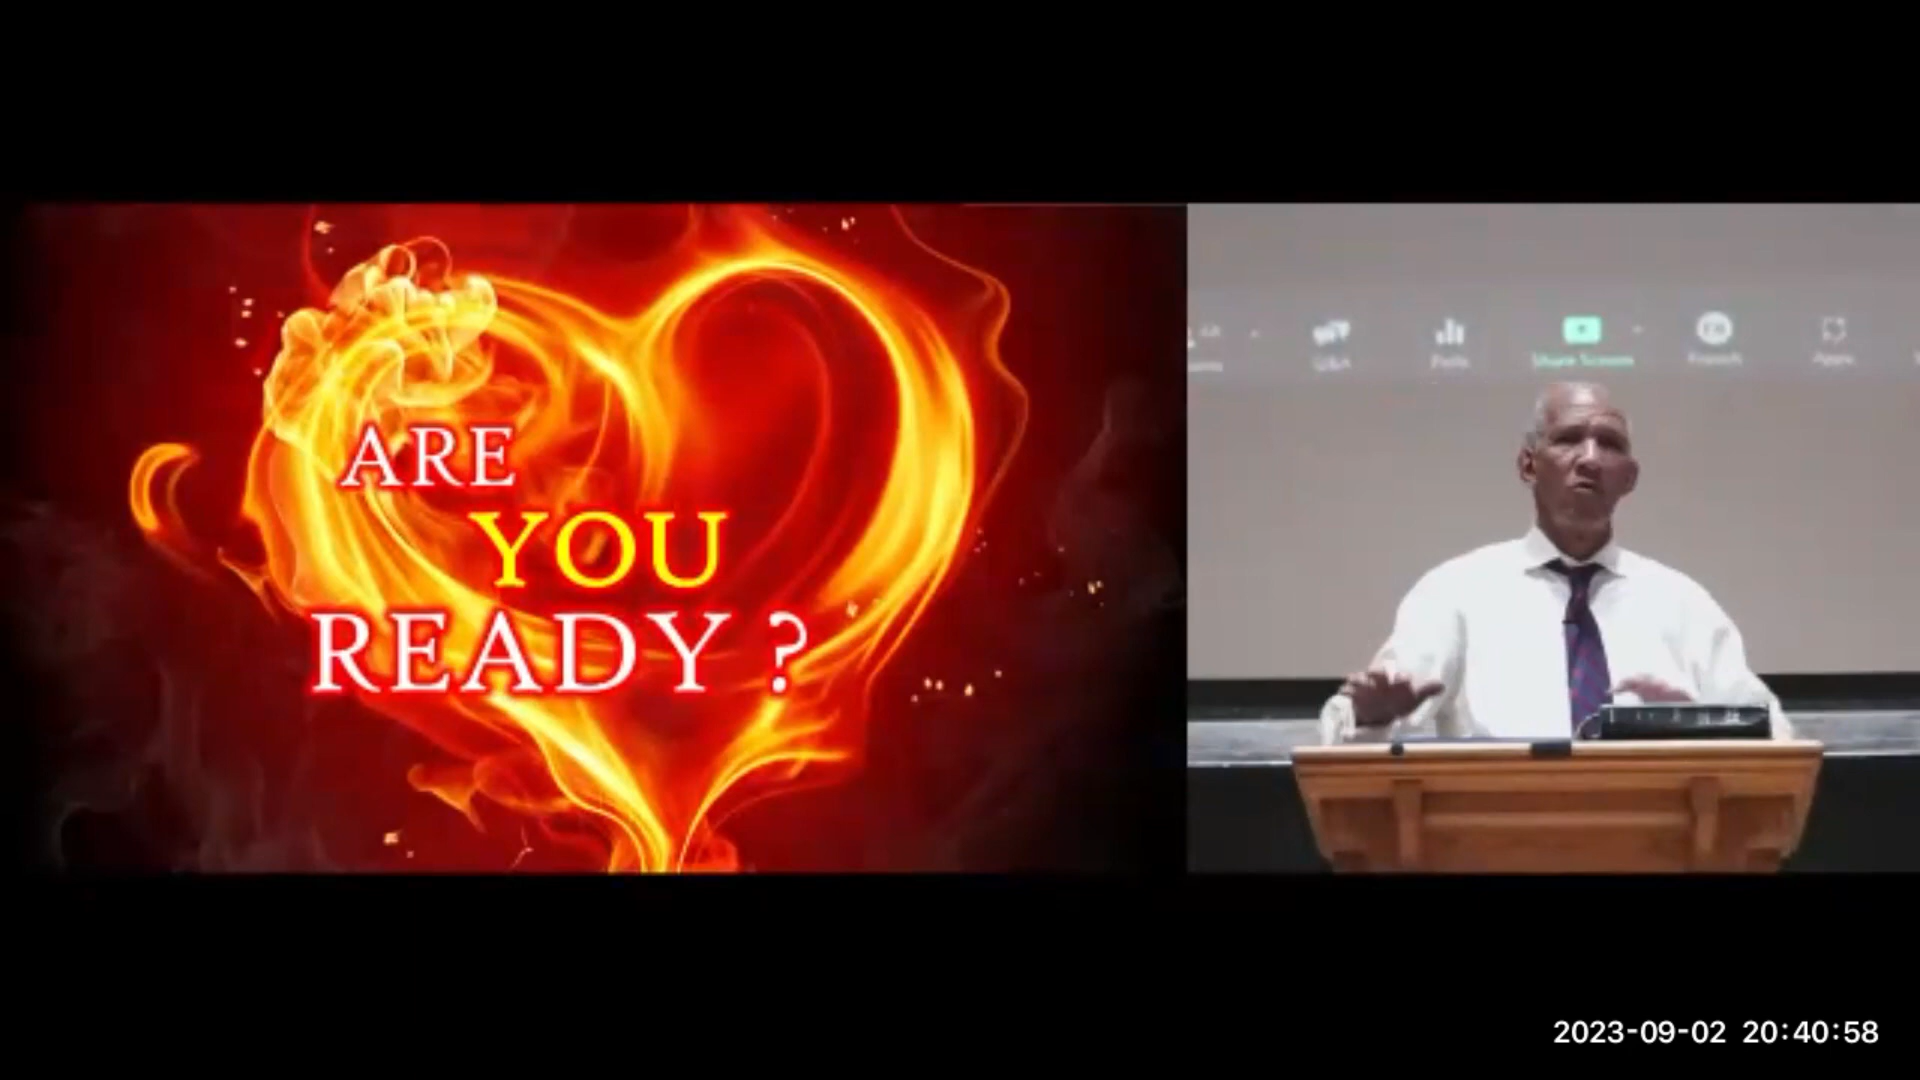 ARE
YOU
READY ?
Q&A
Polls
Share Screen
Apps
2023-09-02 20:40:58